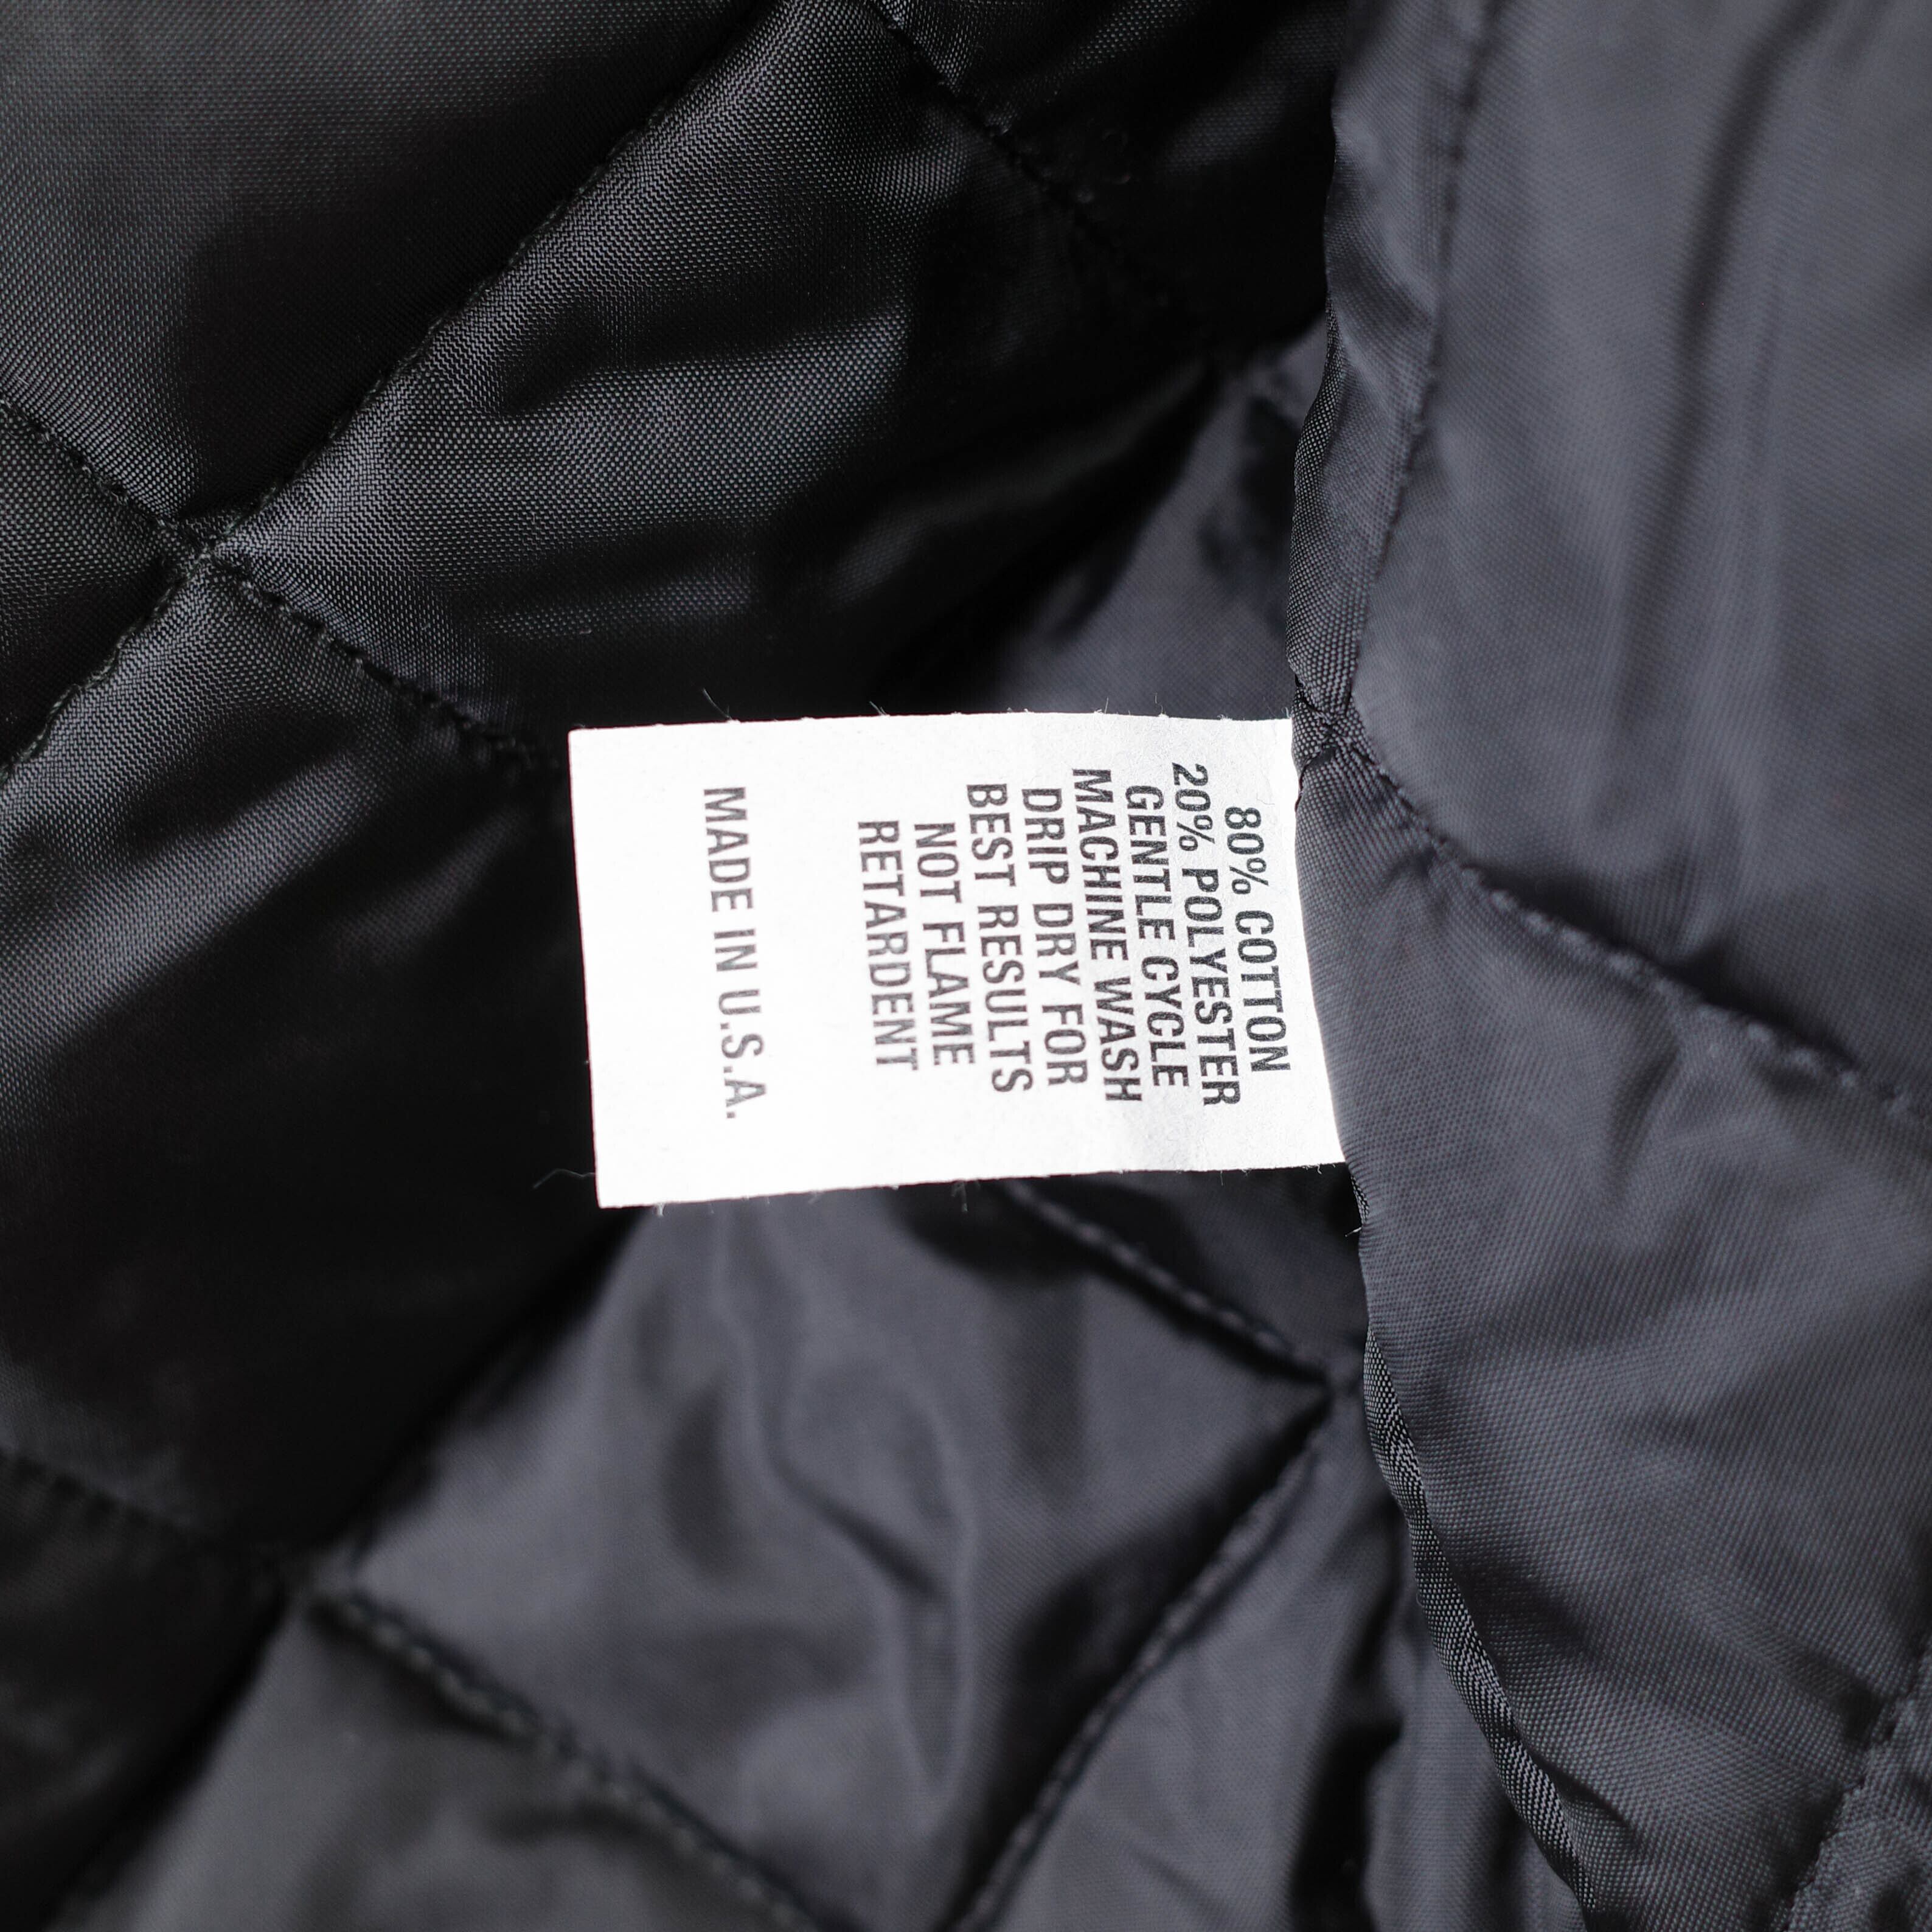 80% COTTON
20% POLYESTER
GENTLE CYCLE
MACHINE WASH
DRIP DRY FOR
BEST RESULTS
NOT FLAME
RETARDENT
MADE IN U.S.A.